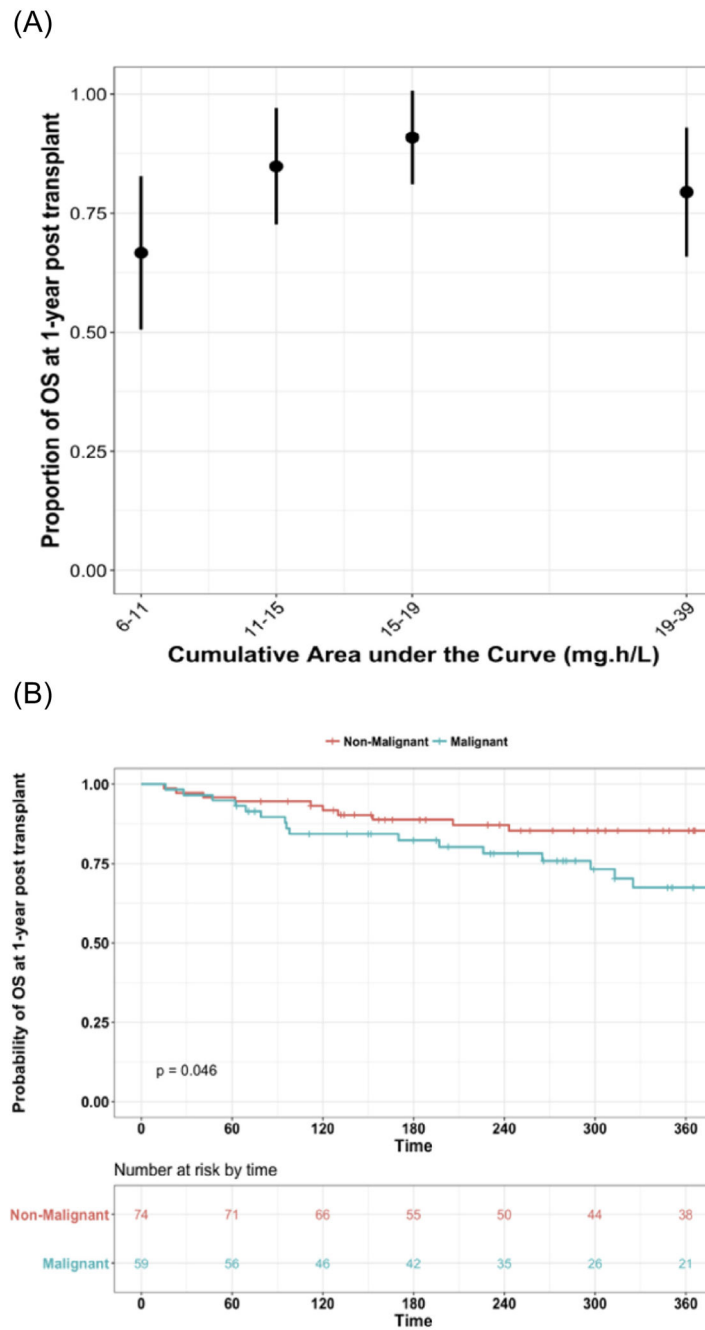 (A)
Proportion of OS at 1-year post transplant
1.00
0.75
0.50
0.25
0.00
6-11 11-15 15-19 19-39
Cumulative Area under the Curve (mg.h/L)
(B)
Non-Malignant Malignant
Probability of OS at 1-year post transplant
1.00
0.75
0.50
0.25
p = 0.046
0.00
0 60 120 180 240 300 360
Time
Number at risk by time
Non-Malignant 74 71 66 55 50 44 38
Malignant 59 56 46 42 35 26 21
0 60 120 180 240 300 360
Time